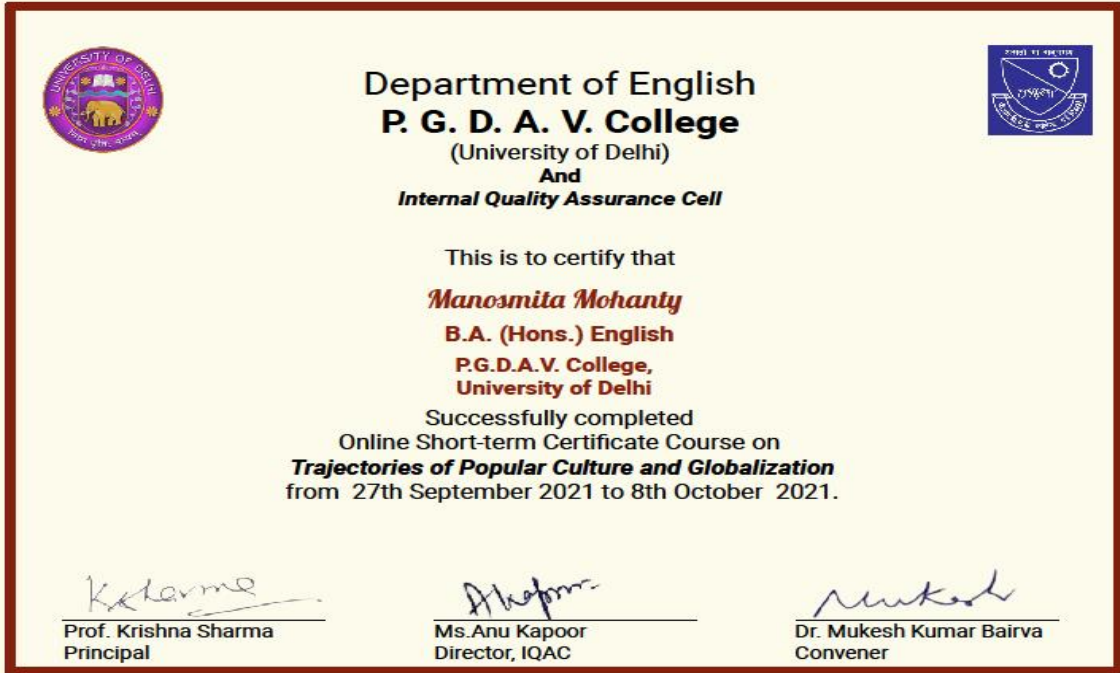 UNIVERSITY OF DELHI
Department of English
P. G. D. A. V. College
(University of Delhi)
And
Internal Quality Assurance Cell
This is to certify that
Manosmita Mohanty
B.A. (Hons.) English
P.G.D.A.V. College,
University of Delhi
Successfully completed
Online Short-term Certificate Course on
Trajectories of Popular Culture and Globalization
from 27th September 2021 to 8th October 2021.
Prof. Krishna Sharma
Principal
Ms.Anu Kapoor
Director, IQAC
Dr. Mukesh Kumar Bairva
Convener